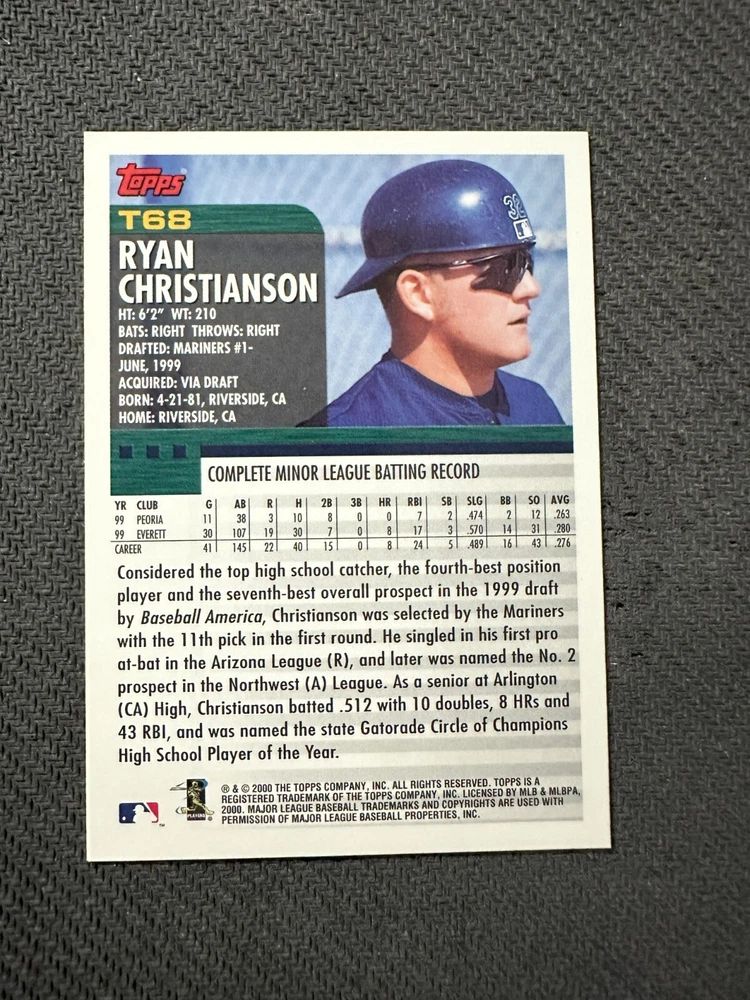 Topps
T68
RYAN
CHRISTIANSON
HT: 6'2" WT: 210
BATS: RIGHT THROWS: RIGHT
DRAFTED: MARINERS #1-
JUNE, 1999
ACQUIRED: VIA DRAFT
BORN: 4-21-81, RIVERSIDE, CA
HOME: RIVERSIDE, CA
32
COMPLETE MINOR LEAGUE BATTING RECORD
YR CLUB G AB R H 2B 3B HR RBI SB SLG BB SO AVG
99 PEORIA 11 38 3 10 8 0 0 7 2 .474 2 12 .263
99 EVERETT 30 107 19 30 7 0 8 17 3 .570 14 31 .280
CAREER 41 145 22 40 15 0 8 24 5 .489 16 43 .276
Considered the top high school catcher, the fourth-best position
player and the seventh-best overall prospect in the 1999 draft
by Baseball America, Christianson was selected by the Mariners
with the 11th pick in the first round. He singled in his first pro
at-bat in the Arizona League (R), and later was named the No. 2
prospect in the Northwest (A) League. As a senior at Arlington
(CA) High, Christianson batted .512 with 10 doubles, 8 HRs and
43 RBI, and was named the state Gatorade Circle of Champions
High School Player of the Year.
PLAYERS
TM
® & © 2000 THE TOPPS COMPANY, INC. ALL RIGHTS RESERVED. TOPPS IS A
REGISTERED TRADEMARK OF THE TOPPS COMPANY, INC. LICENSED BY MLB & MLBPA,
2000. MAJOR LEAGUE BASEBALL TRADEMARKS AND COPYRIGHTS ARE USED WITH
PERMISSION OF MAJOR LEAGUE BASEBALL PROPERTIES, INC.